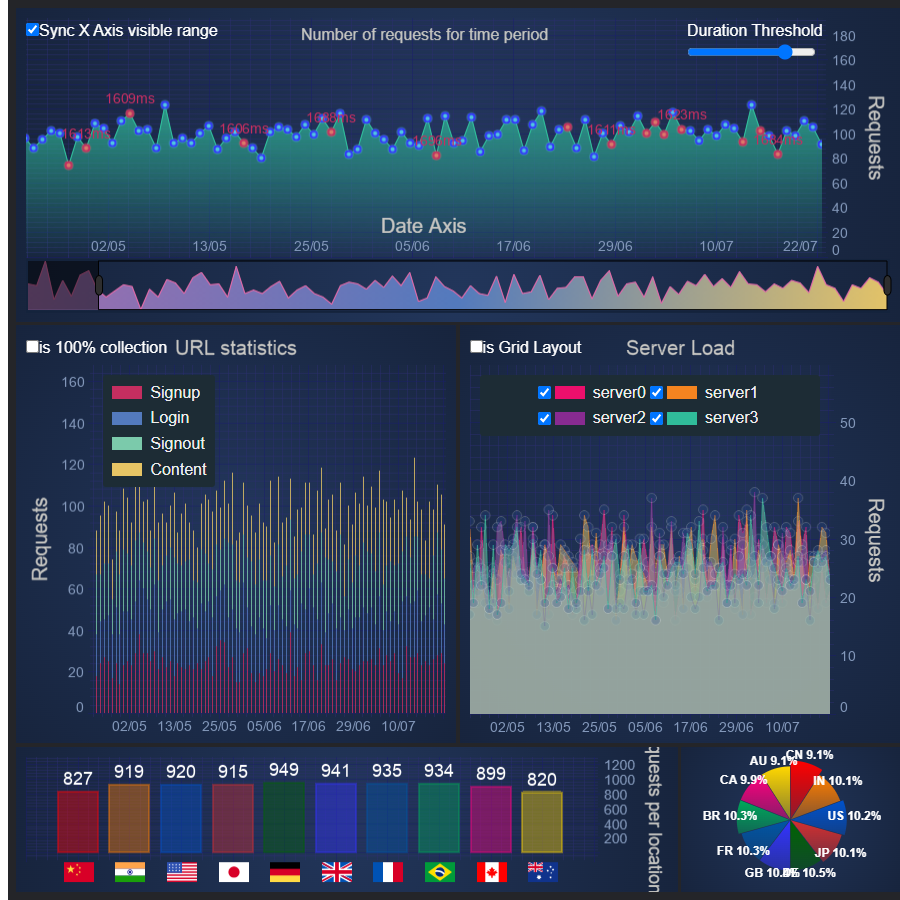 Sync X Axis visible range
Number of requests for time period
Duration Threshold
180
160
140
120
100
80
60
40
20
0
Requests
1609ms
1613ms
1606ms
1638ms
1623ms
Date Axis
02/05 13/05 25/05 05/06 17/06 29/06 10/07 22/07
is 100% collection URL statistics
Signup
Login
Signout
Content
160
140
120
100
80
60
40
20
0
Requests
02/05 13/05 25/05 05/06 17/06 29/06 10/07
is Grid Layout Server Load
server0 server1
server2 server3
50
40
30
20
10
0
Requests
02/05 13/05 25/05 05/06 17/06 29/06 10/07
827 919 920 915 949 941 935 934 899 820
1200
1000
800
600
400
200
quests per location
CN 9.1%
IN 10.1%
US 10.2%
JP 10.1%
10.5%
GB 10.4%
FR 10.3%
BR 10.3%
CA 9.9%
AU 9.1%